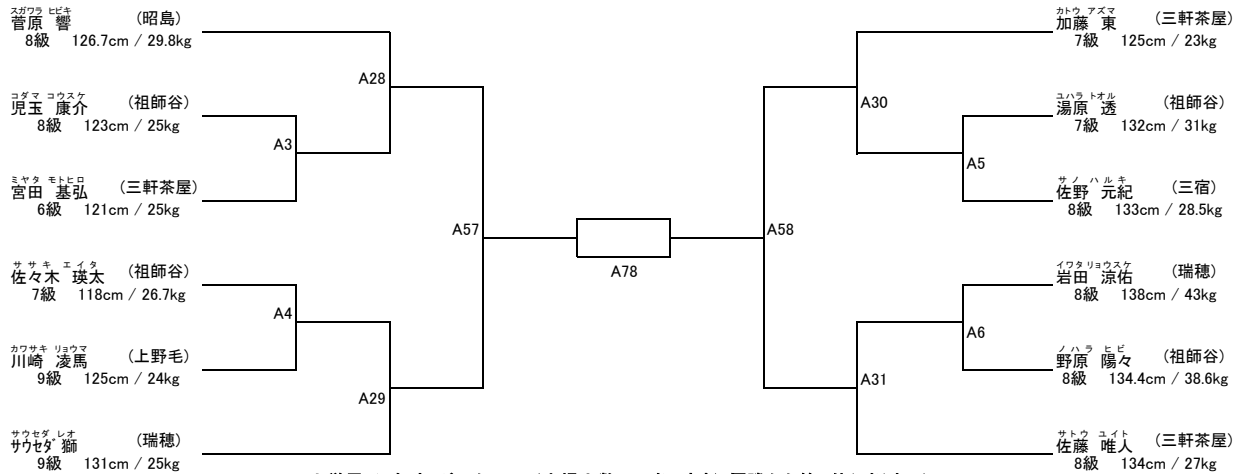 スガワラ ヒビキ
菅原 響 (昭島)
8級 126.7cm / 29.8kg
コダマ コウスケ
児玉 康介 (祖師谷)
8級 123cm / 25kg
ミヤタ モトヒロ
宮田 基弘 (三軒茶屋)
6級 121cm / 25kg
ササキ エイタ
佐々木 瑛太 (祖師谷)
7級 118cm / 26.7kg
カワサキ リョウマ
川崎 凌馬 (上野毛)
9級 125cm / 24kg
サウセダ レオ
サウセダ 獅 (瑞穂)
9級 131cm / 25kg
A28
A3
A57
A4
A29
A78
A58
A30
A5
A6
A31
カトウ アズマ
加藤 東 (三軒茶屋)
7級 125cm / 23kg
ユハラ トオル
湯原 透 (祖師谷)
7級 132cm / 31kg
サノ ハルキ
佐野 元紀 (三宿)
8級 133cm / 28.5kg
イワタ リョウスケ
岩田 涼佑 (瑞穂)
8級 138cm / 43kg
ノハラ ヒビ
野原 陽々 (祖師谷)
8級 134.4cm / 38.6kg
サトウ ユイト
佐藤 唯人 (三軒茶屋)
8級 134cm / 27kg